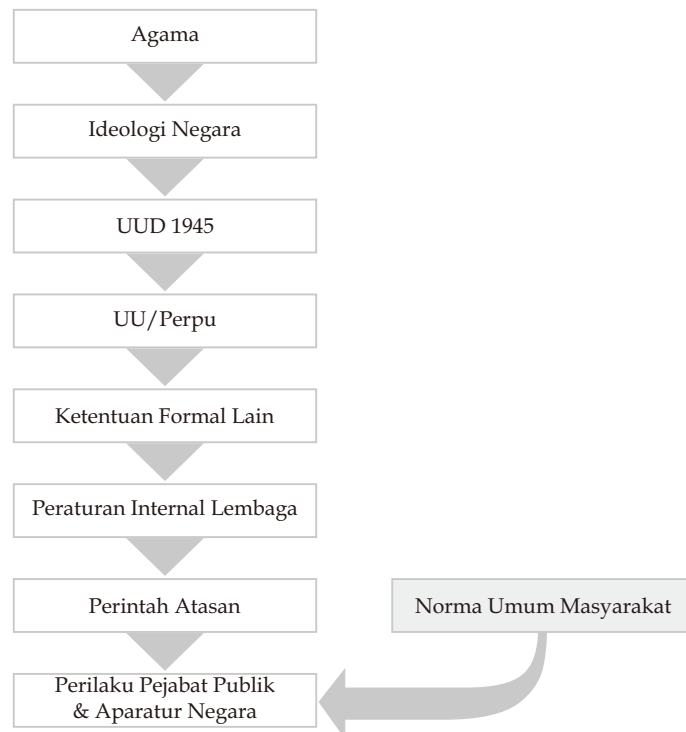 Agama
Ideologi Negara
UUD 1945
UU/Perpu
Ketentuan Formal Lain
Peraturan Internal Lembaga
Perintah Atasan
Norma Umum Masyarakat
Perilaku Pejabat Publik
& Aparatur Negara